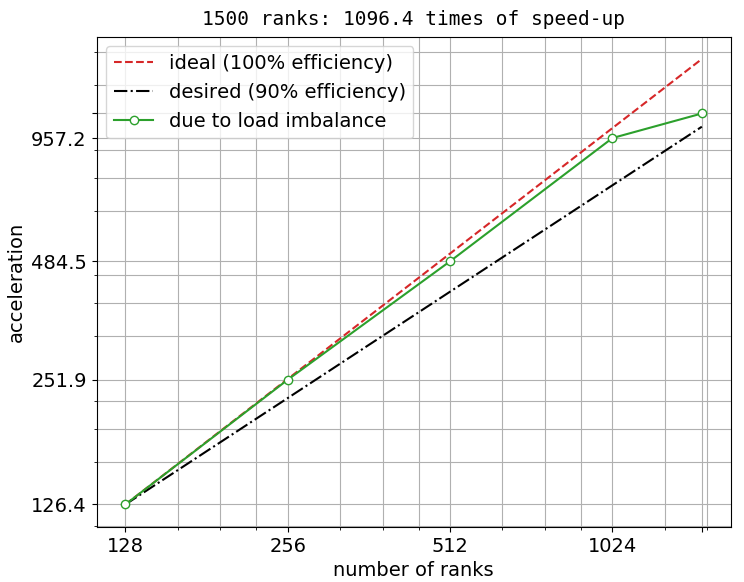 1500 ranks: 1096.4 times of speed-up
ideal (100% efficiency)
desired (90% efficiency)
due to load imbalance
957.2
484.5
251.9
126.4
acceleration
128 256 512 1024
number of ranks